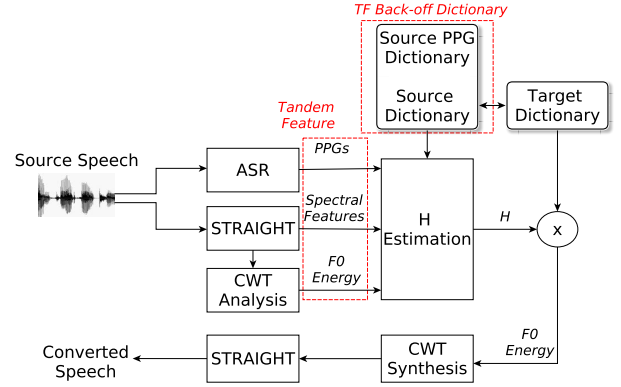 TF Back-off Dictionary
Source PPG
Dictionary
Source
Dictionary
Target
Dictionary
Tandem
Feature
Source Speech
ASR
PPGs
STRAIGHT
Spectral
Features
H
Estimation
H
x
CWT
Analysis
F0
Energy
F0
Energy
Converted
Speech
STRAIGHT
CWT
Synthesis